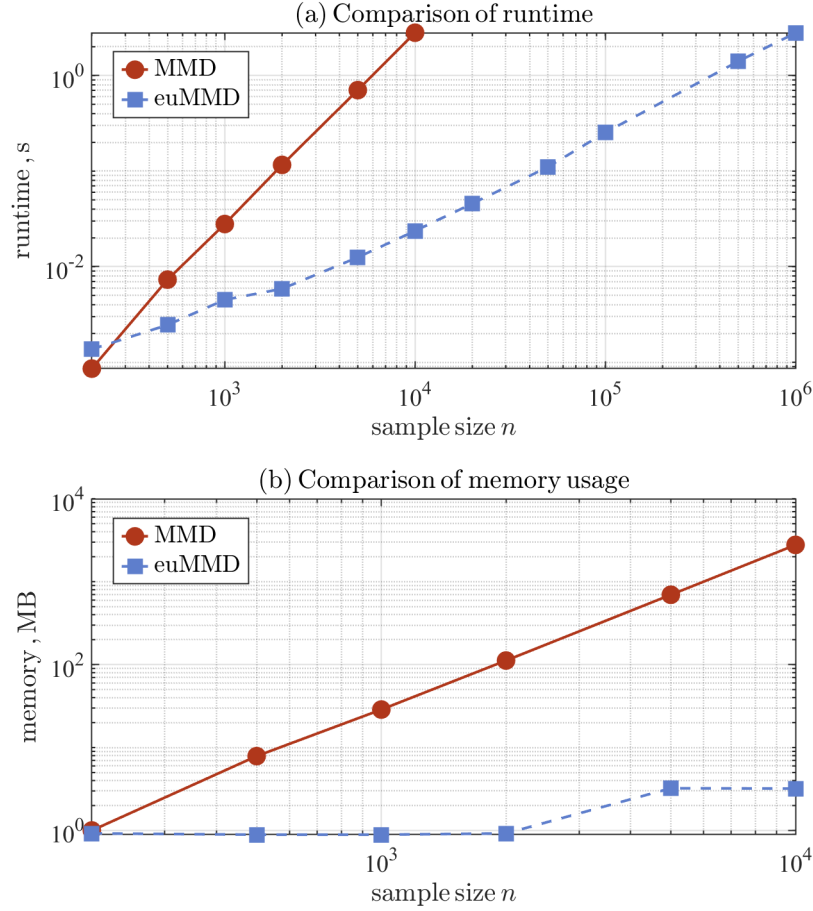 (a) Comparison of runtime
MMD
euMMD
runtime , s
10^0
10^-2
10^3 10^4 10^5 10^6
sample size n
(b) Comparison of memory usage
MMD
euMMD
memory , MB
10^4
10^2
10^0
10^3 10^4
sample size n